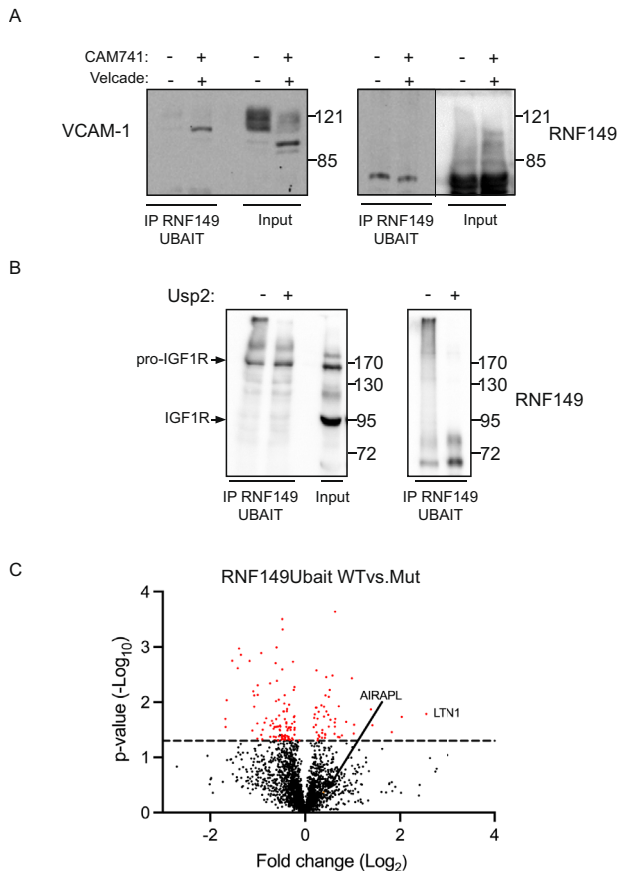 A
CAM741: - + - + - + - +
Velcade: - + - + - + - +
VCAM-1
121
85
121
85
RNF149
IP RNF149 UBAIT
Input
IP RNF149 UBAIT
Input
B
Usp2: - + - +
pro-IGF1R
IGF1R
170
130
95
72
170
130
95
72
RNF149
IP RNF149 UBAIT
Input
IP RNF149 UBAIT
C
RNF149Ubait WTvs.Mut
p-value (-Log10)
4
3
2
1
0
AIRAPL
LTN1
-2 0 2 4
Fold change (Log2)